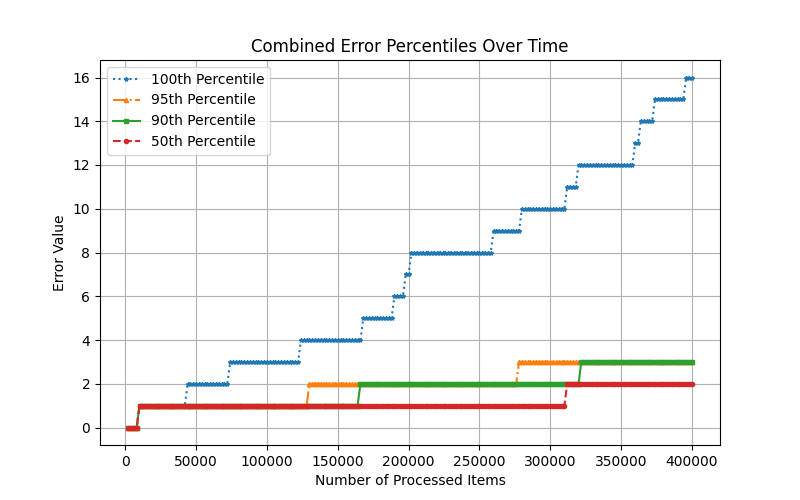 Combined Error Percentiles Over Time
100th Percentile
95th Percentile
90th Percentile
50th Percentile
16
14
12
10
8
6
4
2
0
Error Value
0 50000 100000 150000 200000 250000 300000 350000 400000
Number of Processed Items